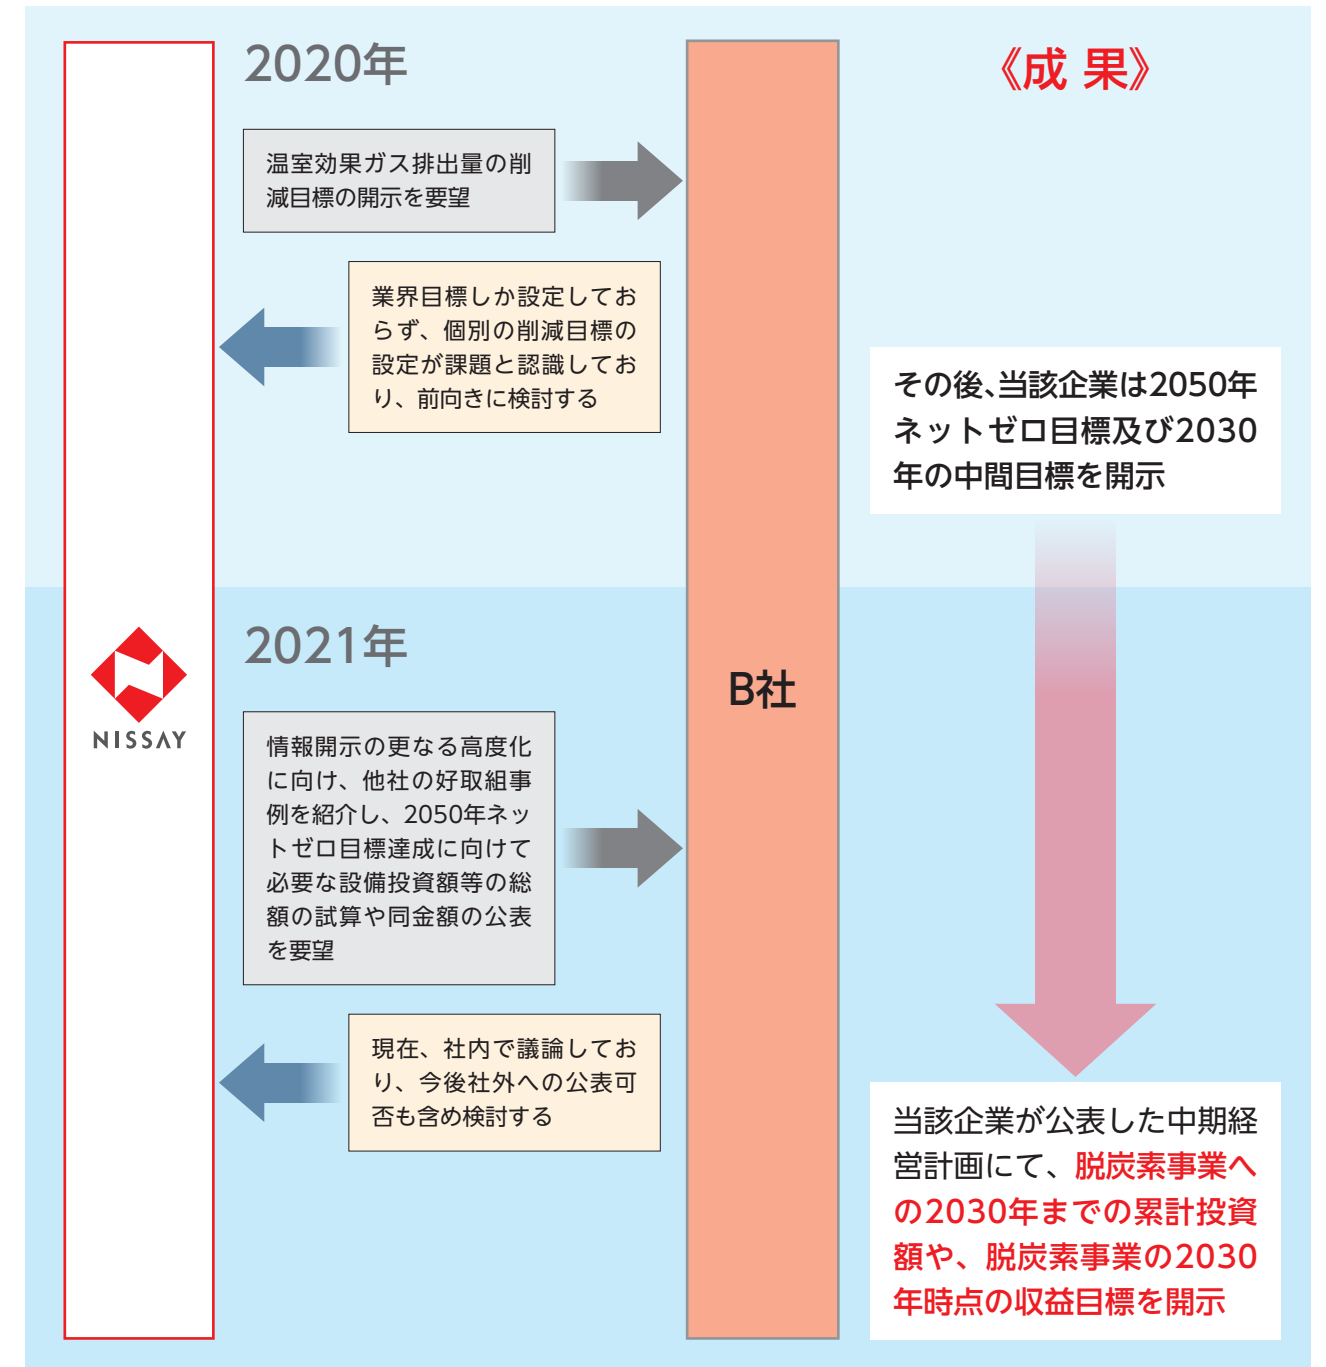 2020年
《成 果》
温室効果ガス排出量の削
減目標の開示を要望
業界目標しか設定してお
らず、個別の削減目標の
設定が課題と認識してお
り、前向きに検討する
その後、当該企業は2050年
ネットゼロ目標及び2030
年の中間目標を開示
2021年
NISSAY
B社
情報開示の更なる高度化
に向け、他社の好取組事
例を紹介し、2050年ネッ
トゼロ目標達成に向けて
必要な設備投資額等の総
額の試算や同金額の公表
を要望
現在、社内で議論してお
り、今後社外への公表可
否も含め検討する
当該企業が公表した中期経
営計画にて、脱炭素事業へ
の2030年までの累計投資
額や、脱炭素事業の2030
年時点の収益目標を開示